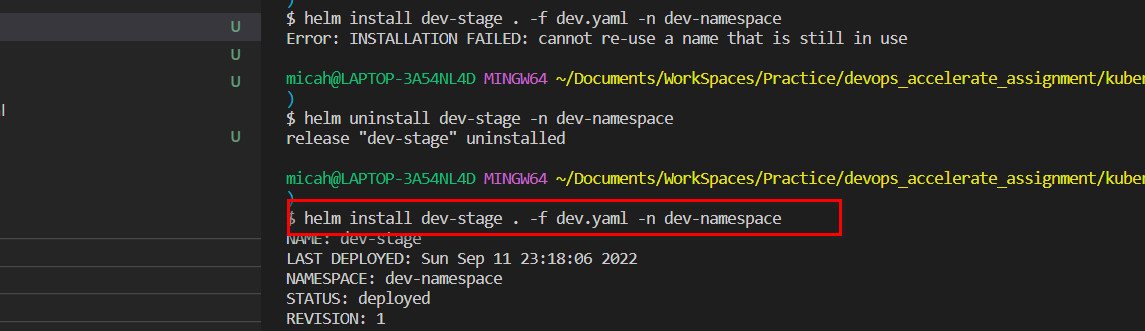 )
$ helm install dev-stage . -f dev.yaml -n dev-namespace
U
Error: INSTALLATION FAILED: cannot re-use a name that is still in use
U
micah@LAPTOP-3A54NL4D MINGW64 ~/Documents/WorkSpaces/Practice/devops_accelerate_assignment/kuber
U
)
$ helm uninstall dev-stage -n dev-namespace
release "dev-stage" uninstalled
U
micah@LAPTOP-3A54NL4D MINGW64 ~/Documents/WorkSpaces/Practice/devops_accelerate_assignment/kuber
)
$ helm install dev-stage . -f dev.yaml -n dev-namespace
NAME: dev-stage
LAST DEPLOYED: Sun Sep 11 23:18:06 2022
NAMESPACE: dev-namespace
STATUS: deployed
REVISION: 1